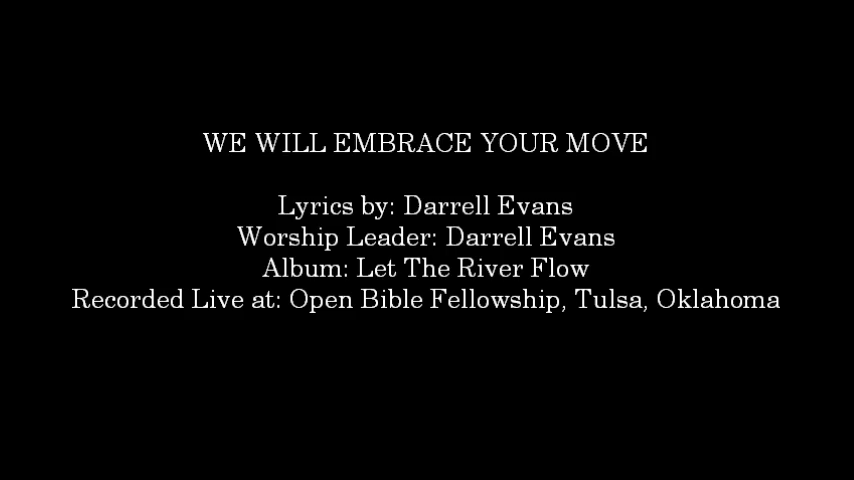 WE WILL EMBRACE YOUR MOVE
Lyrics by: Darrell Evans
Worship Leader: Darrell Evans
Album: Let The River Flow
Recorded Live at: Open Bible Fellowship, Tulsa, Oklahoma